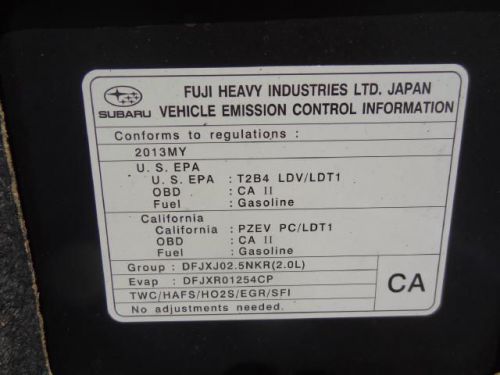 FUJI HEAVY INDUSTRIES LTD. JAPAN
SUBARU VEHICLE EMISSION CONTROL INFORMATION
Conforms to regulations :
2013MY
U. S. EPA
U. S. EPA : T2B4 LDV/LDT1
OBD : CA II
Fuel : Gasoline
California
California : PZEV PC/LDT1
OBD : CA II
Fuel : Gasoline
Group : DFJXJ02.5NKR(2.0L)
Evap : DFJXR01254CP
TWC/HAFS/HO2S/EGR/SFI
No adjustments needed.
CA